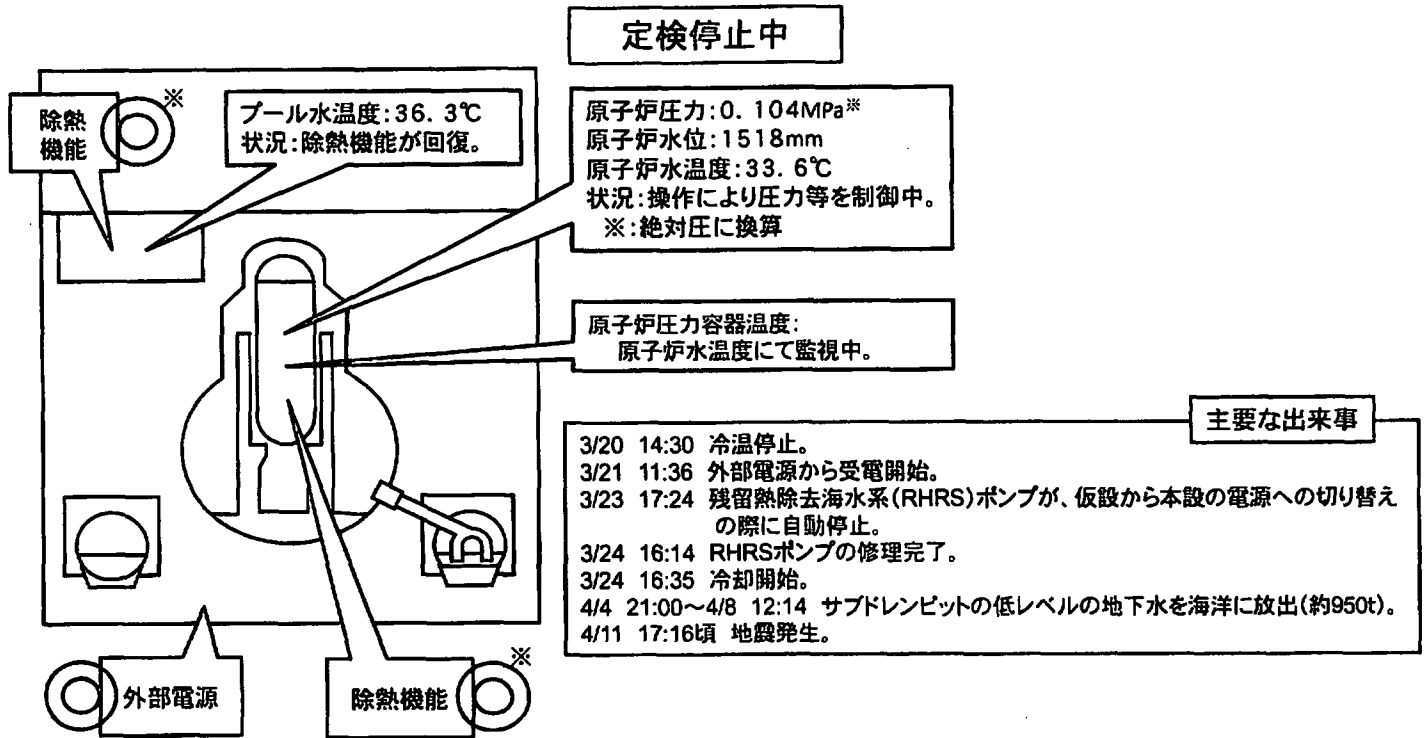 定検停止中
除熱
機能
※
プール水温度:36. 3℃
状況:除熱機能が回復。
原子炉圧力:0. 104MPa※
原子炉水位:1518mm
原子炉水温度:33. 6℃
状況:操作により圧力等を制御中。
※:絶対圧に換算
原子炉圧力容器温度:
原子炉水温度にて監視中。
主要な出来事
3/20 14:30 冷温停止。
3/21 11:36 外部電源から受電開始。
3/23 17:24 残留熱除去海水系(RHRS)ポンプが、仮設から本設の電源への切り替え
の際に自動停止。
3/24 16:14 RHRSポンプの修理完了。
3/24 16:35 冷却開始。
4/4 21:00～4/8 12:14 サブドレンピットの低レベルの地下水を海洋に放出(約950t)。
4/11 17:16頃 地震発生。
外部電源
除熱機能
※